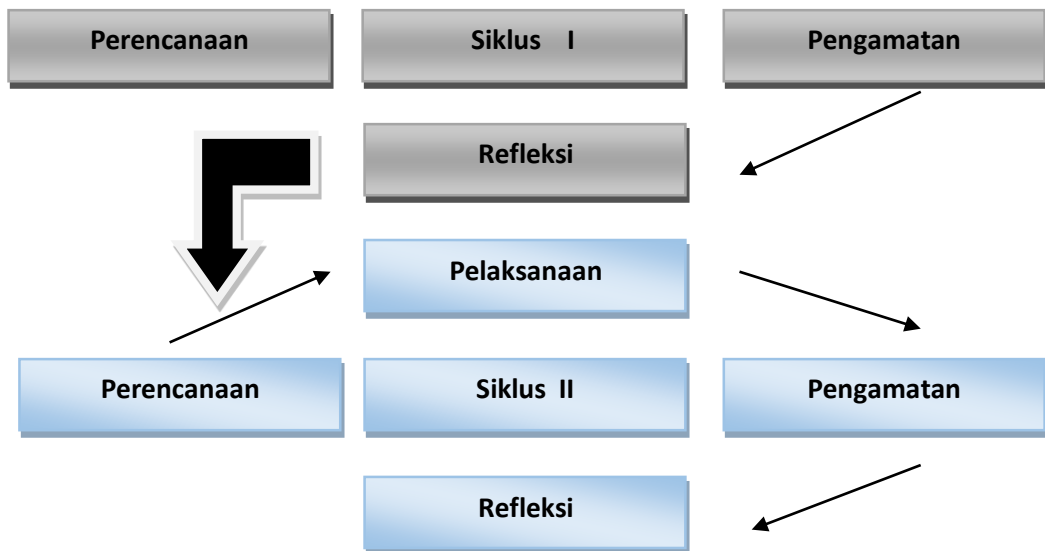 Perencanaan
Siklus I
Pengamatan
Refleksi
Pelaksanaan
Perencanaan
Siklus II
Pengamatan
Refleksi